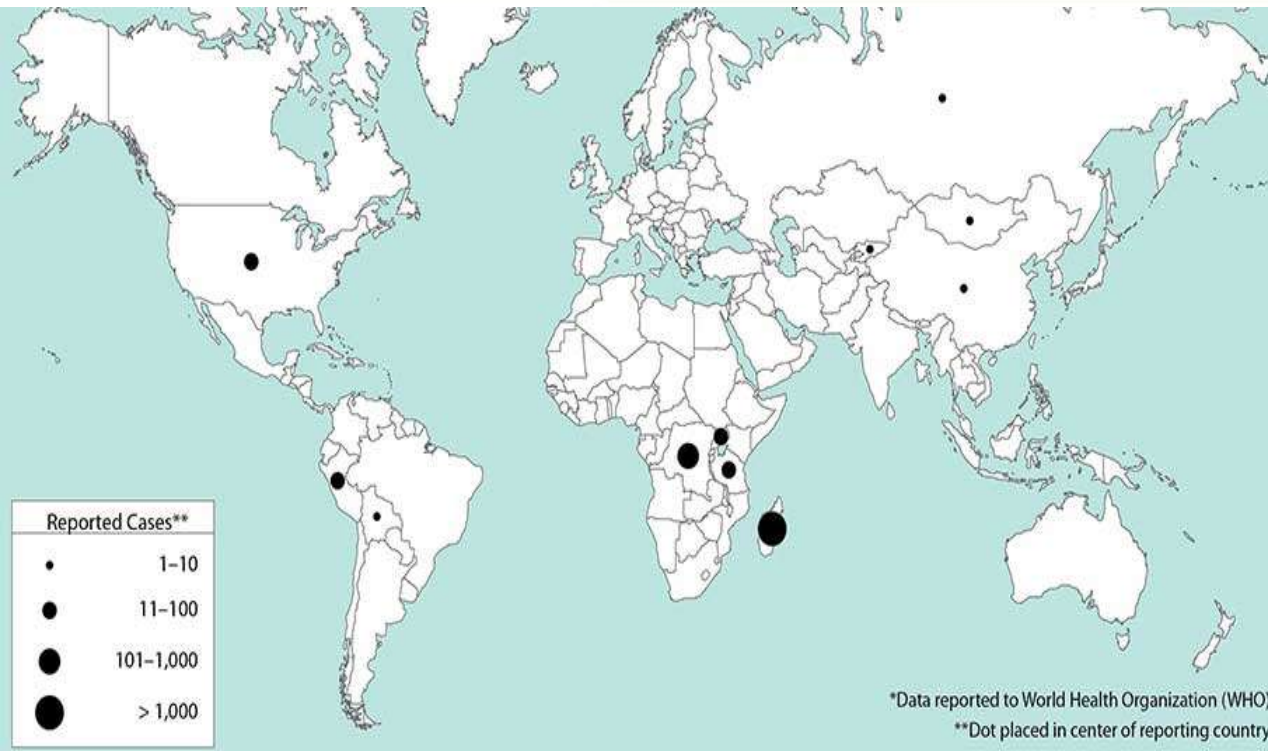 Reported Cases**
1–10
11–100
101–1,000
> 1,000
*Data reported to World Health Organization (WHO)
**Dot placed in center of reporting country